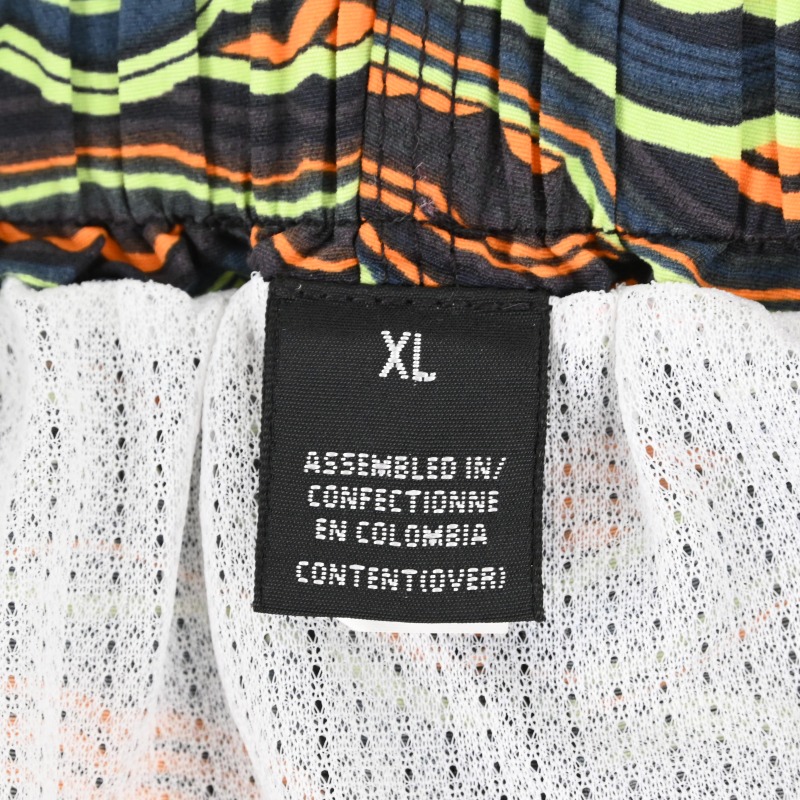 XL
ASSEMBLED IN/
CONFECTIONNE
EN COLOMBIA
CONTENT(OVER)